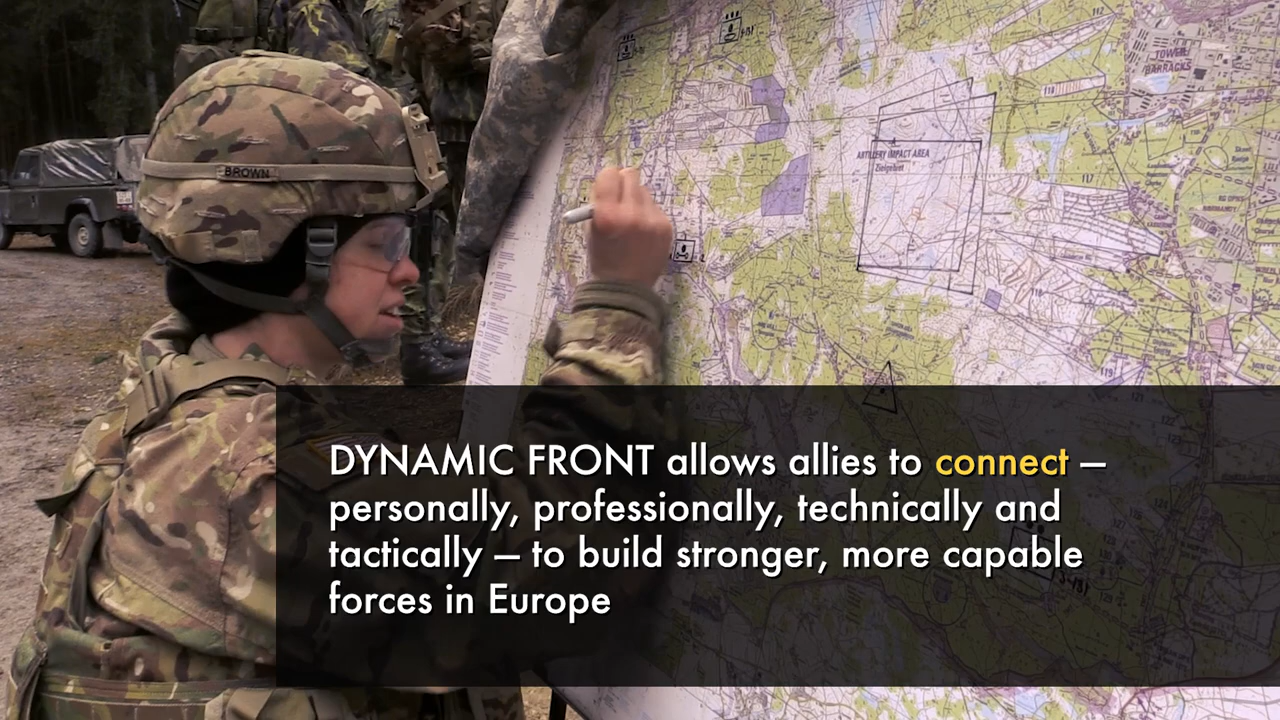 BROWN
TOWER
BARRACKS
ARTILLERY IMPACT AREA
Zielgebiet
DYNAMIC FRONT allows allies to connect —
personally, professionally, technically and
tactically — to build stronger, more capable
forces in Europe